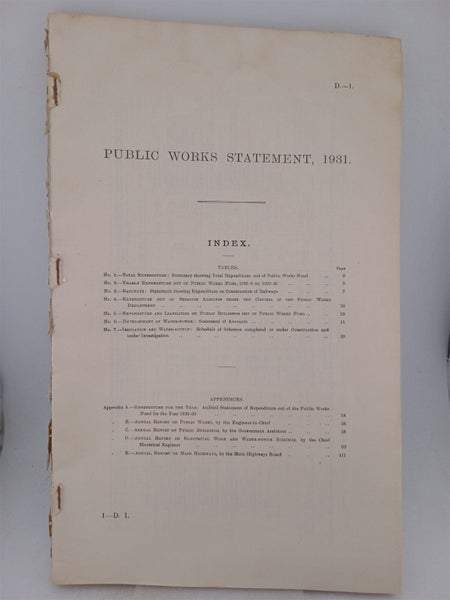 D.—1.
PUBLIC WORKS STATEMENT, 1931.
INDEX.
TABLES.
Page
No. 1.—Total Expenditure: Summary showing Total Expenditure out of Public Works Fund .. 2
No. 2.—Yearly Expenditure out of Public Works Fund,
No. 3.—Railways: Statement showing Expenditure on Construction of Railways
No. 4.—Expenditure out of Separate Accounts under the Control of the Public Works
Department .. 10
No. 5.—Expenditure and Liabilities on Public Buildings out of Public Works Fund .. 10
No. 6.—Development of Water-power: Statement of Accounts .. 11
No. 7.—Irrigation and Water-supply: Schedule of Schemes completed or under Construction and
under Investigation
APPENDICES.
Appendix A.—Expenditure for the Year: Audited Statement of Expenditure out of the Public Works
Fund for the Year
„ B.—Annual Report on Public Works, by the Engineer-in-Chief
„ C.—Annual Report on Public Buildings, by the Government Architect ..
„ D.—Annual Report on Electrical Work and Water-power Schemes, by the Chief
Electrical Engineer
„ E.—Annual Report on Main Highways, by the Main Highways Board .. 111
1—D. 1.